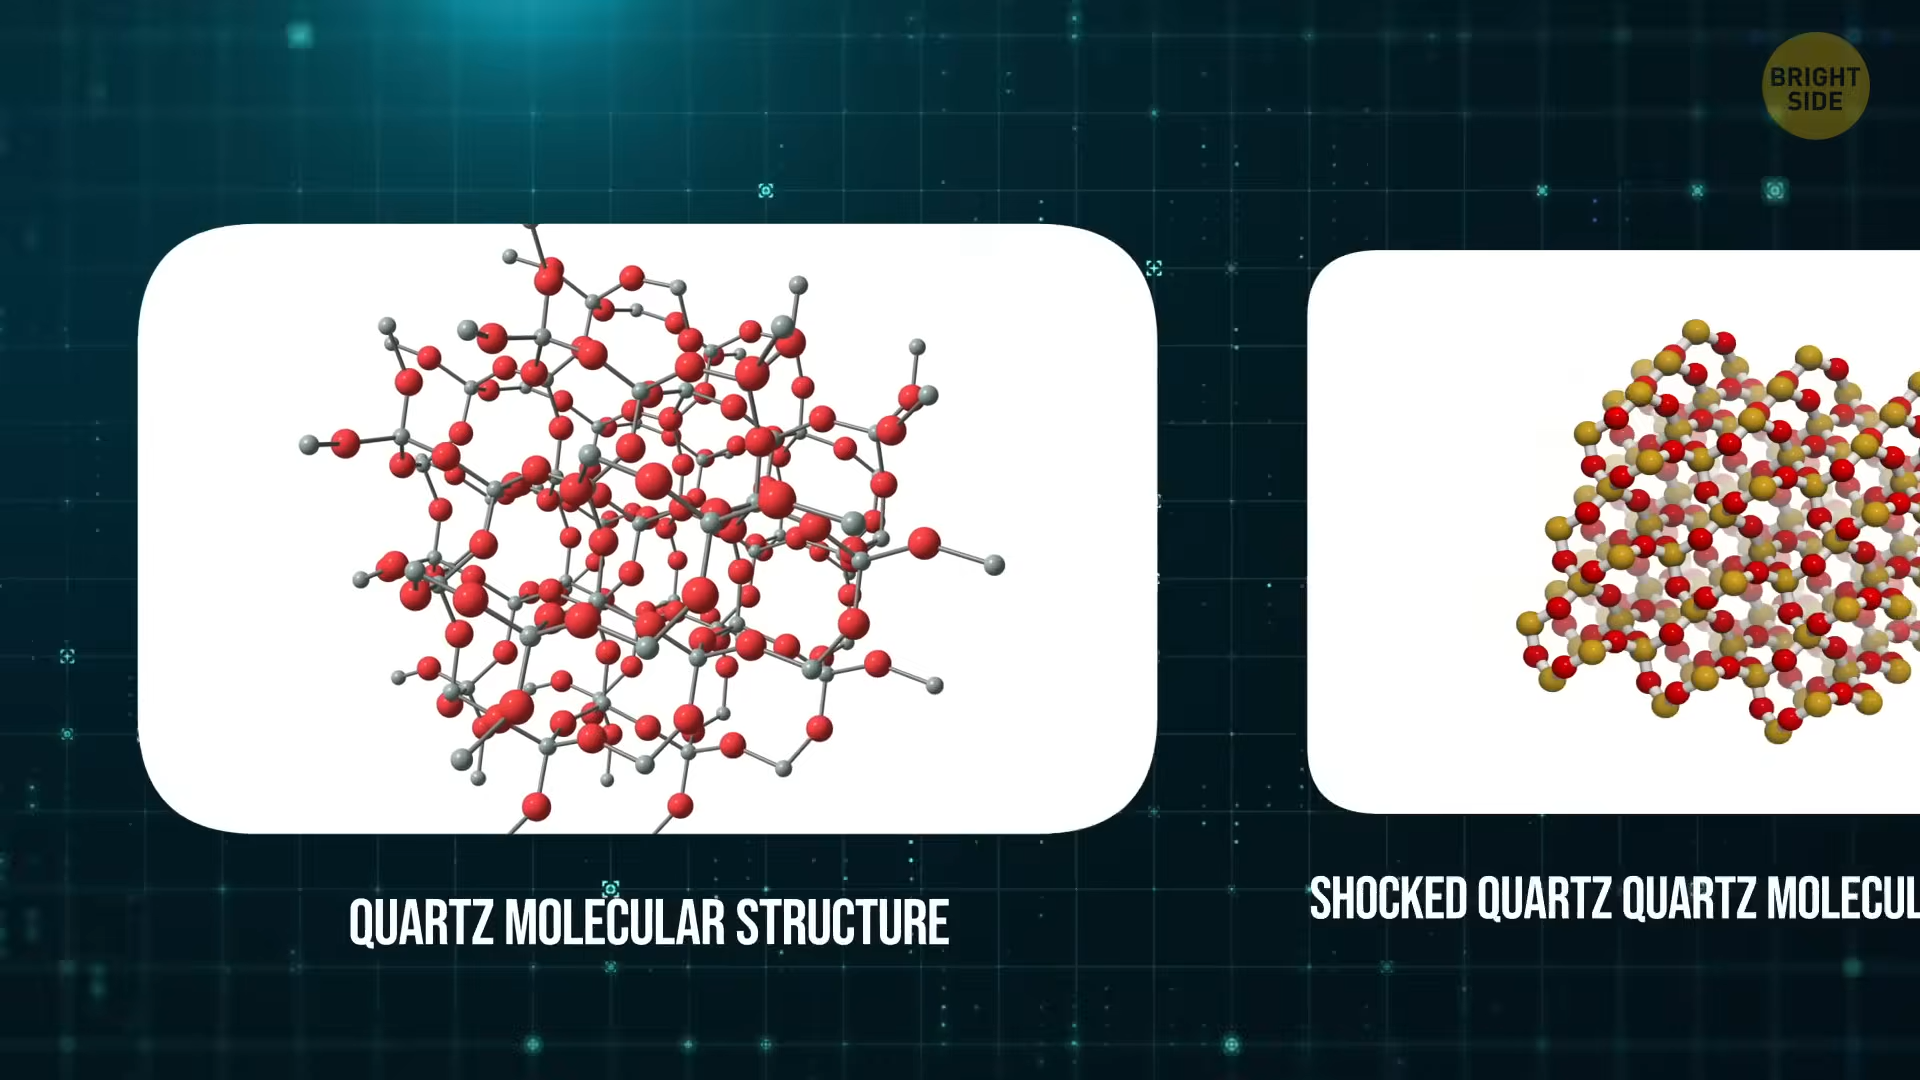 BRIGHT
SIDE
QUARTZ MOLECULAR STRUCTURE
SHOCKED QUARTZ QUARTZ